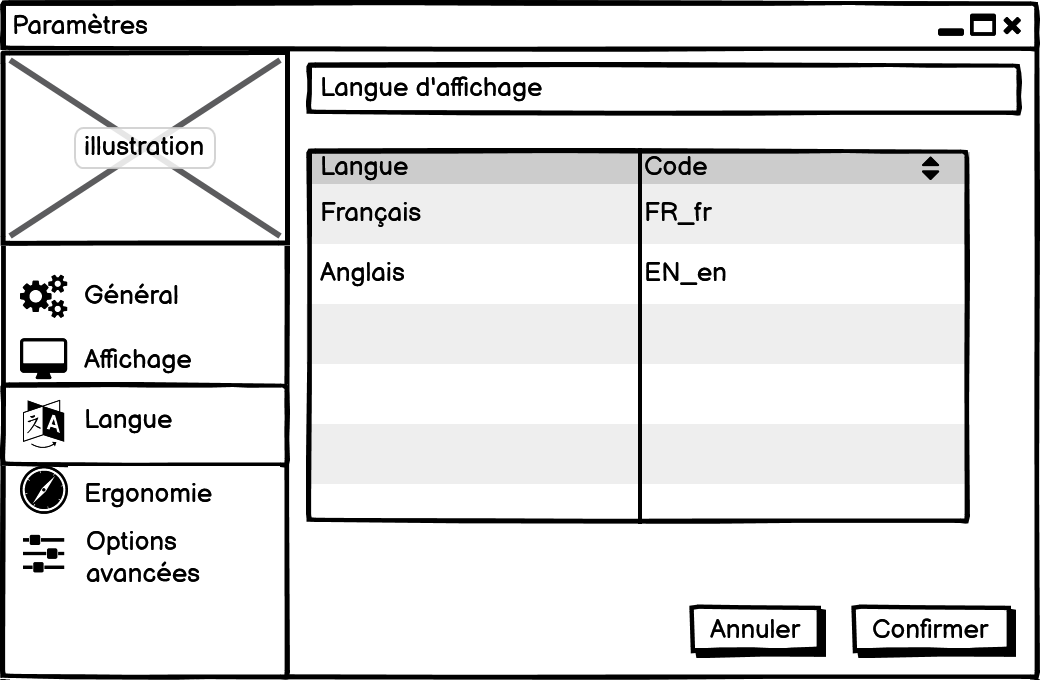 Paramètres
illustration
Général
Affichage
Langue
Ergonomie
Options
avancées
Langue d'affichage
Langue Code
Français FR_fr
Anglais EN_en
Annuler Confirmer